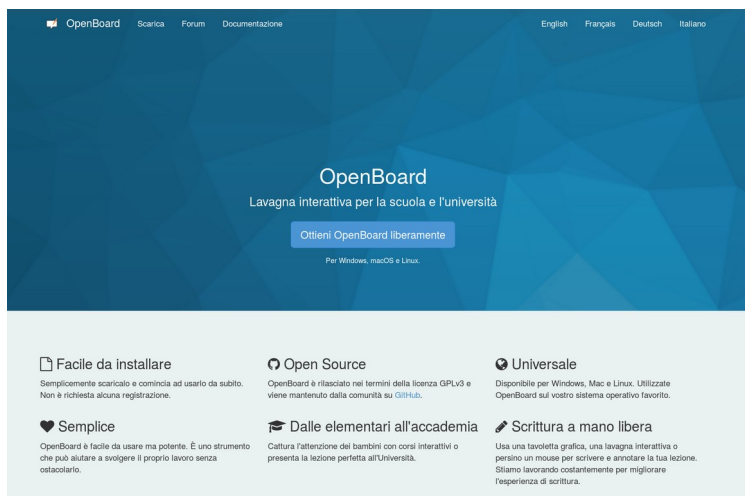 OpenBoard Scarica Forum Documentazione English Français Deutsch Italiano
OpenBoard
Lavagna interattiva per la scuola e l'università
Ottieni OpenBoard liberamente
Per Windows, macOS e Linux.
Facile da installare
Semplicemente scaricalo e comincia ad usarlo da subito.
Non è richiesta alcuna registrazione.
Open Source
OpenBoard è rilasciato nei termini della licenza GPLv3 e
viene mantenuto dalla comunità su GitHub.
Universale
Disponibile per Windows, Mac e Linux. Utilizzate
OpenBoard sul vostro sistema operativo favorito.
Semplice
OpenBoard è facile da usare ma potente. È uno strumento
che può aiutare a svolgere il proprio lavoro senza
ostacolarlo.
Dalle elementari all'accademia
Cattura l'attenzione dei bambini con corsi interattivi o
presenta la lezione perfetta all'Università.
Scrittura a mano libera
Usa una tavoletta grafica, una lavagna interattiva o
persino un mouse per scrivere e annotare la tua lezione.
Stiamo lavorando costantemente per migliorare
l'esperienza di scrittura.